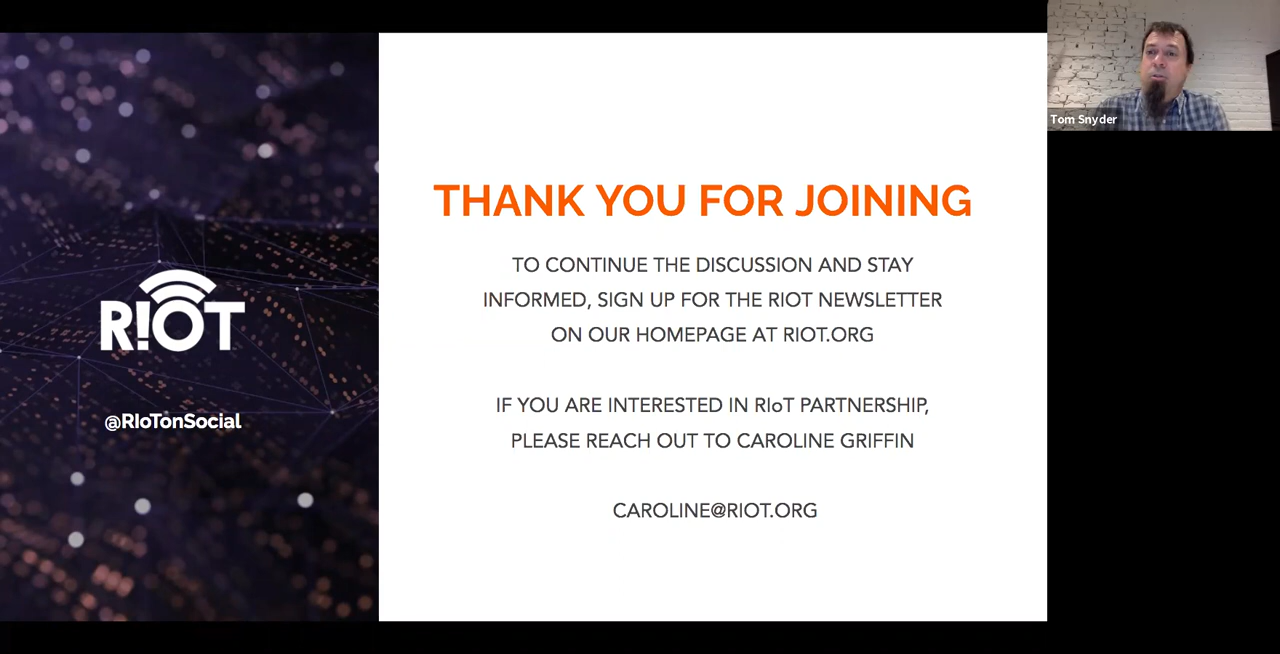 THANK YOU FOR JOINING
TO CONTINUE THE DISCUSSION AND STAY
INFORMED, SIGN UP FOR THE RIOT NEWSLETTER
ON OUR HOMEPAGE AT RIOT.ORG
IF YOU ARE INTERESTED IN RIoT PARTNERSHIP,
PLEASE REACH OUT TO CAROLINE GRIFFIN
CAROLINE@RIOT.ORG
R!OT
@RIoTonSocial
Tom Snyder